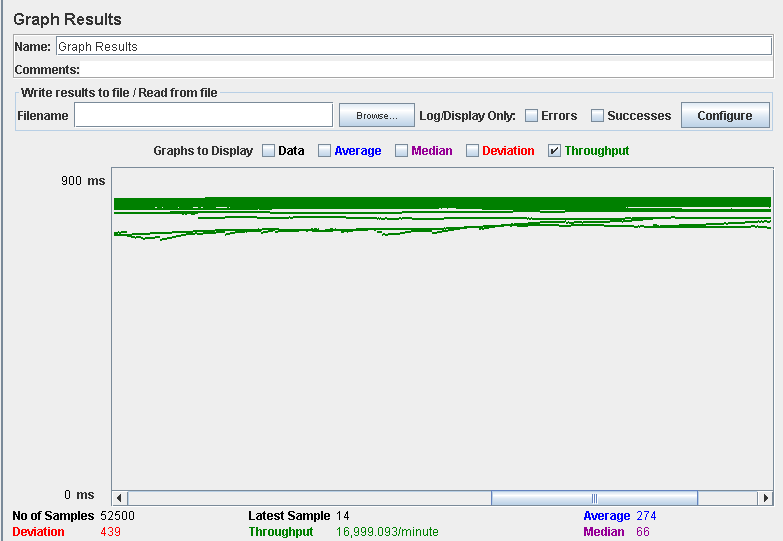 Graph Results
Name: Graph Results
Comments:
Write results to file / Read from file
Filename Browse... Log/Display Only: Errors Successes Configure
Graphs to Display Data Average Median Deviation Throughput
900 ms
0 ms
No of Samples 52500 Latest Sample 14 Average 274
Deviation 439 Throughput 16,999.093/minute Median 66